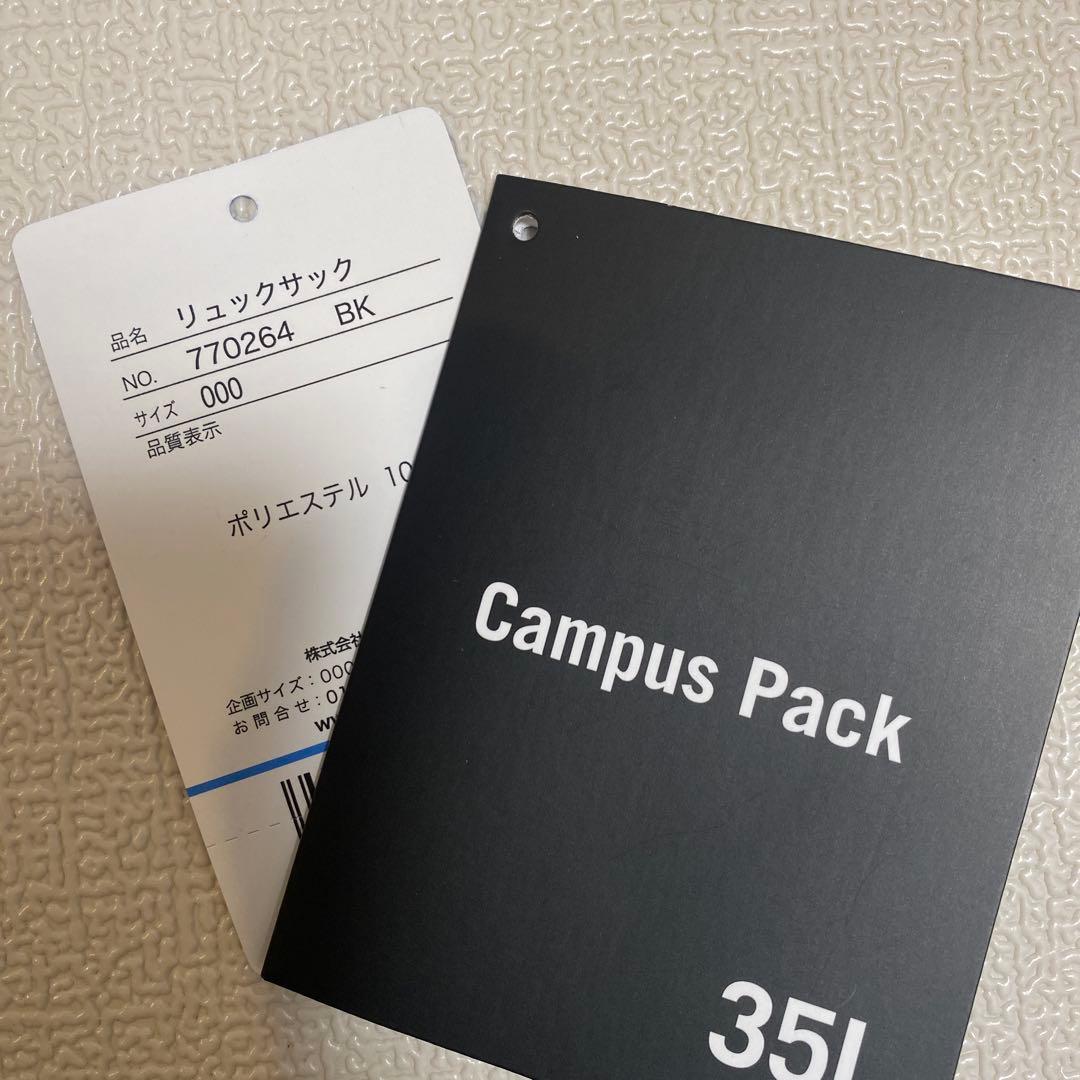 品名 リュックサック
NO. 770264 BK
サイズ 000
品質表示
ポリエステル 10
株式会社
企画サイズ：000
お問合せ：01
Campus Pack
35L